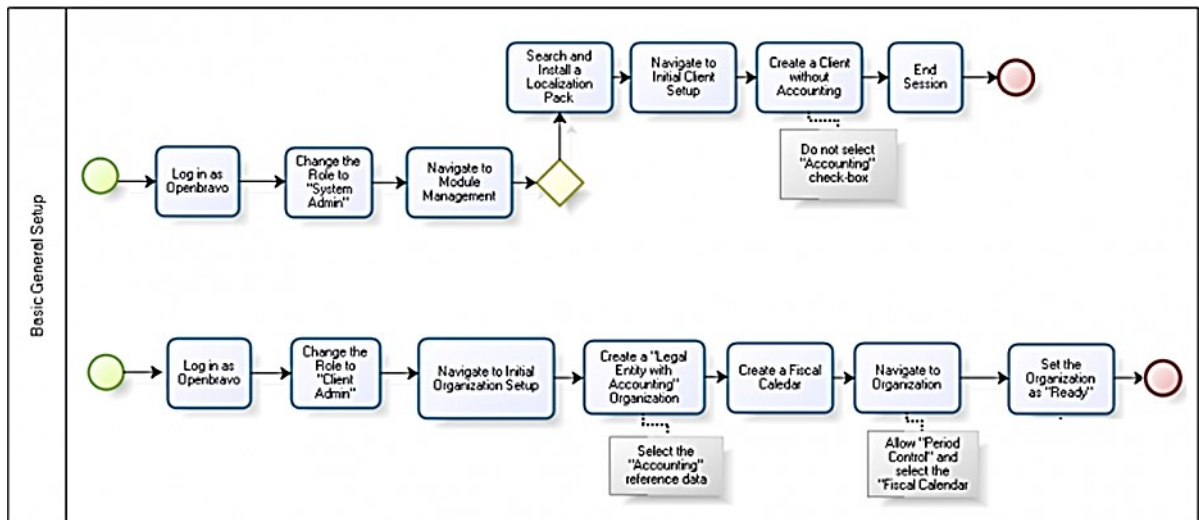 Basic General Setup
Log in as
Openbravo
Change the
Role to
"System
Admin"
Navigate to
Module
Management
Search and
Install a
Localization
Pack
Navigate to
Initial Client
Setup
Create a Client
without
Accounting
End
Session
Do not select
"Accounting"
check-box
Log in as
Openbravo
Change the
Role to
"Client
Admin"
Navigate to Initial
Organization Setup
Create a "Legal
Entity with
Accounting"
Organization
Create a Fiscal
Caledar
Navigate to
Organization
Set the
Organization
as "Ready"
Select the
"Accounting"
reference data
Allow "Period
Control" and
select the
"Fiscal Calendar